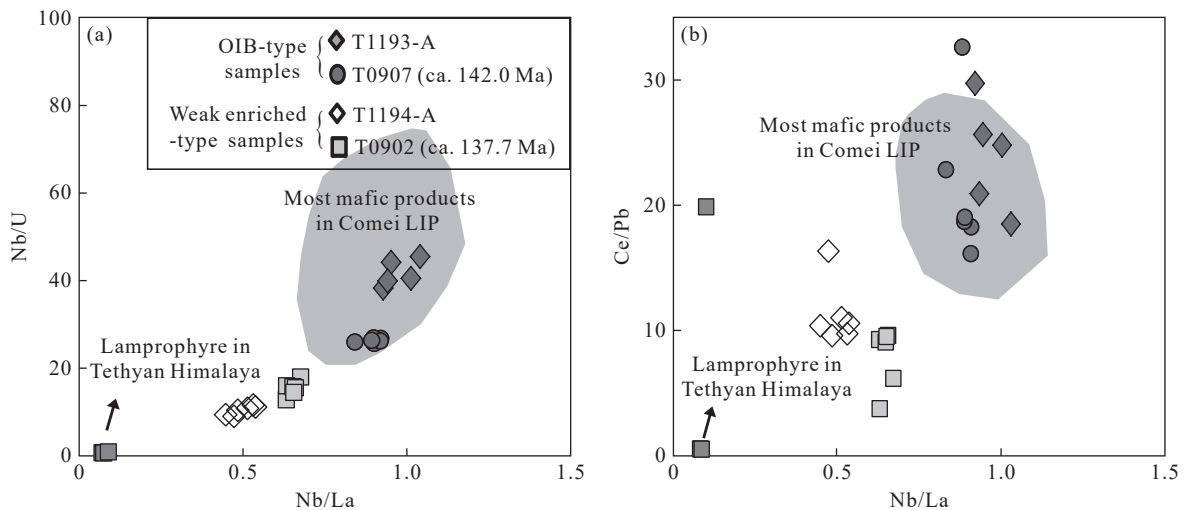 (a)
OIB-type
samples
T1193-A
T0907 (ca. 142.0 Ma)
Weak enriched
-type samples
T1194-A
T0902 (ca. 137.7 Ma)
Most mafic products
in Comei LIP
Lamprophyre in
Tethyan Himalaya
Nb/U
100
80
60
40
20
0
0
0.5
1.0
1.5
Nb/La
(b)
Most mafic products
in Comei LIP
Lamprophyre in
Tethyan Himalaya
Ce/Pb
30
20
10
0
0
0.5
1.0
1.5
Nb/La